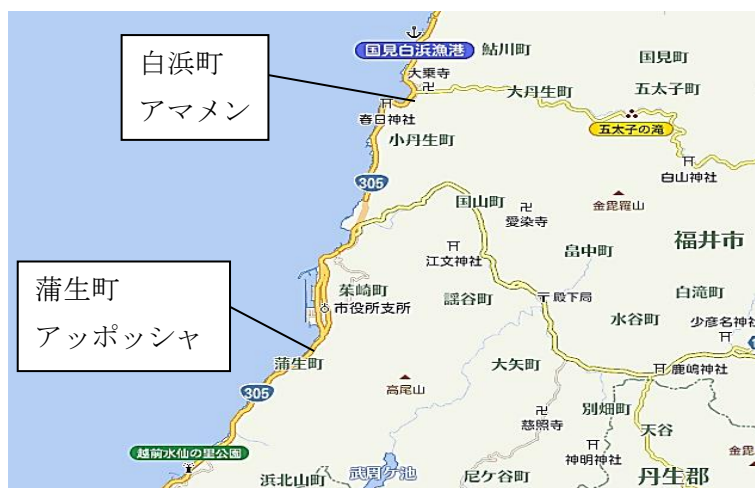 白浜町
アマメン
蒲生町
アッポッシャ
国見白浜漁港
鮎川町
国見町
大乗寺
大丹生町
五太子町
春日神社
五太子の滝
小丹生町
白山神社
305
国山町
愛染寺
金毘羅山
福井市
江文神社
畠中町
茱崎町
謡谷町
殿下局
白滝町
市役所支所
水谷町
少彦名神社
蒲生町
大矢町
鹿嶋神社
高尾山
305
別畑町
慈照寺
天谷
越前水仙の里公園
神明神社
金毘
浜北山町
武周ケ池
尼ケ谷町
丹生郡